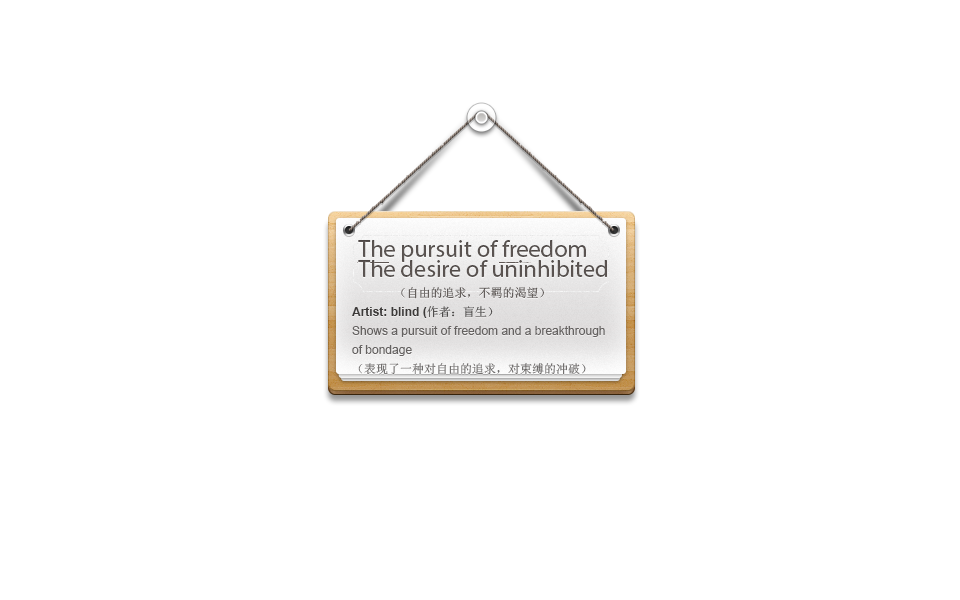 The pursuit of freedom
The desire of uninhibited
（自由的追求，不羁的渴望）
Artist: blind (作者：盲生）
Shows a pursuit of freedom and a breakthrough
of bondage
（表现了一种对自由的追求，对束缚的冲破）